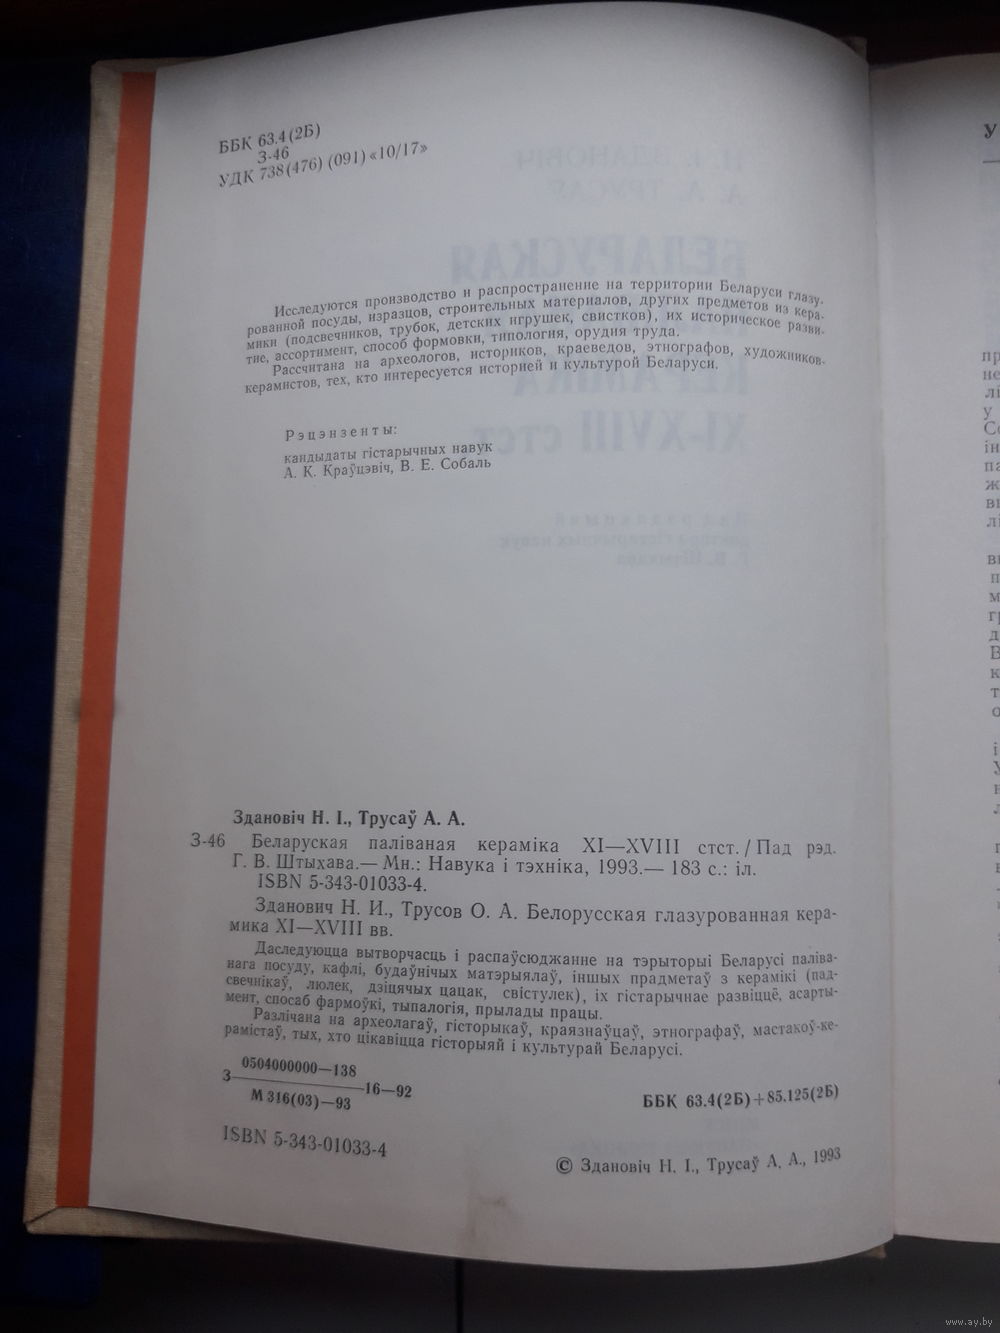 ББК 63.4(2Б)
З-46
УДК 738(476) (091) «10/17»
Исследуются производство и распространение на территории Беларуси глазу-
рованной посуды, изразцов, строительных материалов, других предметов из кера-
мики (подсвечников, трубок, детских игрушек, свистков), их историческое разви-
тие, ассортимент, способ формовки, типология, орудия труда.
Рассчитана на археологов, историков, краеведов, этнографов, художников-
керамистов, тех, кто интересуется историей и культурой Беларуси.
Рэцэнзенты:
кандыдаты гістарычных навук
А. К. Краўцэвіч, В. Е. Собаль
Здановіч Н. І., Трусаў А. А.
З-46 Беларуская паліваная кераміка XI—XVIII стст. / Пад рэд.
Г. В. Штыхава.— Мн.: Навука і тэхніка, 1993.— 183 с.: іл.
ISBN 5-343-01033-4.
Зданович Н. И., Трусов О. А. Белорусская глазурованная кера-
мика XI—XVIII вв.
Даследуюцца вытворчасць і распаўсюджанне на тэрыторыі Беларусі паліва-
нага посуду, кафлі, будаўнічых матэрыялаў, іншых прадметаў з керамікі (пад-
свечнікаў, люлек, дзіцячых цацак, свістулек), іх гістарычнае развіццё, асарты-
мент, спосаб фармоўкі, тыпалогія, прылады працы.
Разлічана на археолагаў, гісторыкаў, краязнаўцаў, этнографаў, мастакоў-ке-
рамістаў, тых, хто цікавіцца гісторыяй і культурай Беларусі.
0504000000—138
З ——— 16—92
М 316(03)—93
ББК 63.4(2Б)+85.125(2Б)
ISBN 5-343-01033-4
© Здановіч Н. І., Трусаў А. А., 1993
www.ay.by